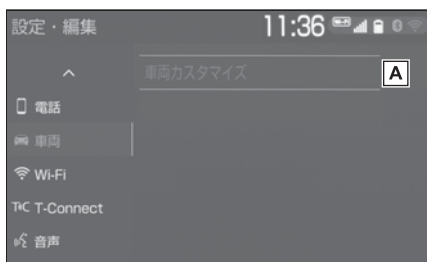 設定・編集 11:36
車両カスタマイズ A
電話
車両
Wi-Fi
T*C T-Connect
音声